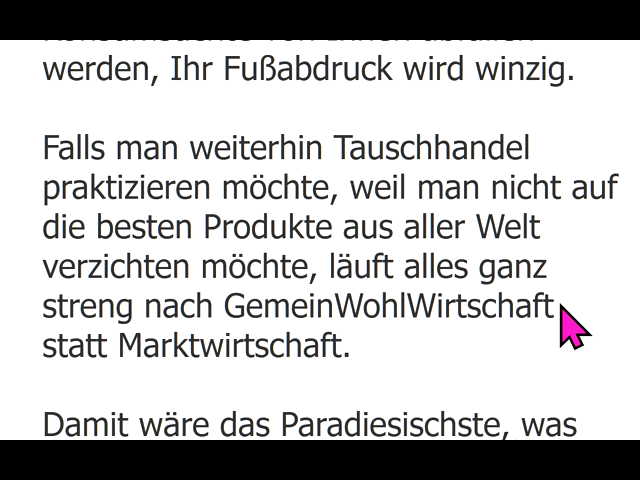 werden, Ihr Fußabdruck wird winzig.
Falls man weiterhin Tauschhandel
praktizieren möchte, weil man nicht auf
die besten Produkte aus aller Welt
verzichten möchte, läuft alles ganz
streng nach GemeinWohlWirtschaft
statt Marktwirtschaft.
Damit wäre das Paradiesischste, was